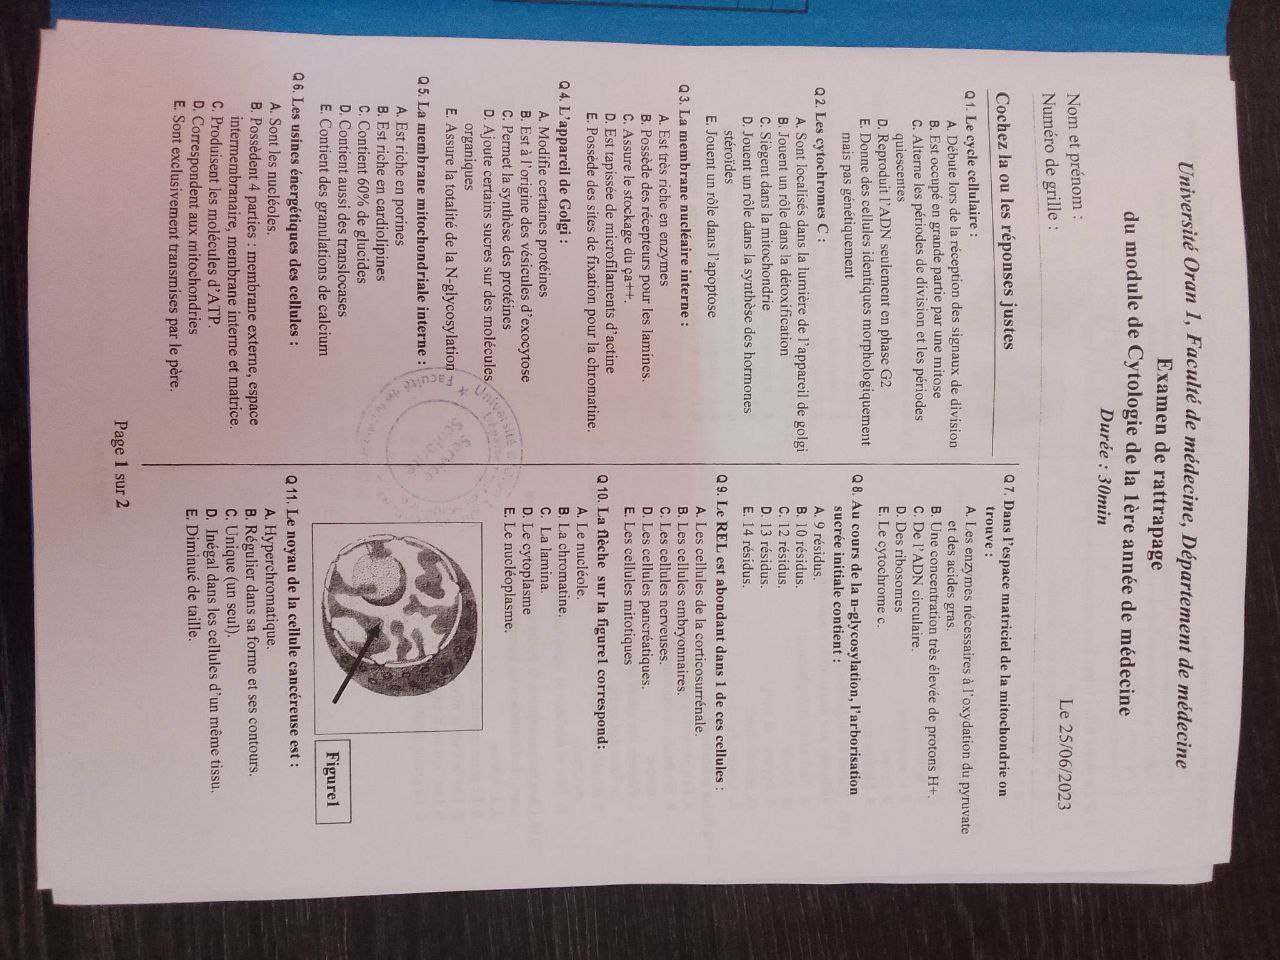 Université Oran 1, Faculté de médecine, Département de médecine
Examen de rattrapage
du module de Cytologie de la 1ère année de médecine
Durée : 30min
Nom et prénom :
Numéro de grille :
Le 25/06/2023
Cochez la ou les réponses justes
Q 1. Le cycle cellulaire :
A. Débute lors de la réception des signaux de division
B. Est occupé en grande partie par une mitose
C. Alterne les périodes de division et les périodes
quiescentes
D. Reproduit l'ADN seulement en phase G2
E. Donne des cellules identiques morphologiquement
mais pas génétiquement
Q 2. Les cytochromes C :
A. Sont localisés dans la lumière de l'appareil de golgi
B. Jouent un rôle dans la détoxification
C. Siègent dans la mitochondrie
D. Jouent un rôle dans la synthèse des hormones
stéroïdes
E. Jouent un rôle dans l'apoptose
Q 3. La membrane nucléaire interne :
A. Est très riche en enzymes
B. Possède des récepteurs pour les lamines.
C. Assure le stockage du ça++.
D. Est tapissée de microfilaments d'actine
E. Possède des sites de fixation pour la chromatine.
Q 4. L'appareil de Golgi :
A. Modifie certaines protéines
B. Est à l'origine des vésicules d'exocytose
C. Permet la synthèse des protéines
D. Ajoute certains sucres sur des molécules
organiques
E. Assure la totalité de la N-glycosylation
Q 5. La membrane mitochondriale interne :
A. Est riche en porines
B. Est riche en cardiolipines
C. Contient 60% de glucides
D. Contient aussi des translocases
E. Contient des granulations de calcium
Q 6. Les usines énergétiques des cellules :
A. Sont les nucléoles.
B. Possèdent 4 parties : membrane externe, espace
intermembranaire, membrane interne et matrice.
C. Produisent les molécules d'ATP.
D. Correspondent aux mitochondries
E. Sont exclusivement transmises par le père.
Q 7. Dans l'espace matriciel de la mitochondrie on
trouve :
A. Les enzymes nécessaires à l'oxydation du pyruvate
et des acides gras.
B. Une concentration très élevée de protons H+.
C. De l'ADN circulaire.
D. Des ribosomes
E. Le cytochrome c.
Q 8. Au cours de la n-glycosylation, l'arborisation
sucrée initiale contient :
A. 9 résidus.
B. 10 résidus.
C. 12 résidus.
D. 13 résidus.
E. 14 résidus.
Q 9. Le REL est abondant dans 1 de ces cellules :
A. Les cellules de la corticosurrénale.
B. Les cellules embryonnaires.
C. Les cellules nerveuses.
D. Les cellules pancréatiques.
E. Les cellules mitotiques
Q 10. La flèche sur la figure1 correspond:
A. Le nucléole.
B. La chromatine.
C. La lamina.
D. Le cytoplasme
E. Le nucléoplasme.
Figure1
Q 11. Le noyau de la cellule cancéreuse est :
A. Hyperchromatique.
B. Régulier dans sa forme et ses contours.
C. Unique (un seul).
D. Inégal dans les cellules d'un même tissu.
E. Diminué de taille.
Université
Service
Faculté de
Page 1 sur 2